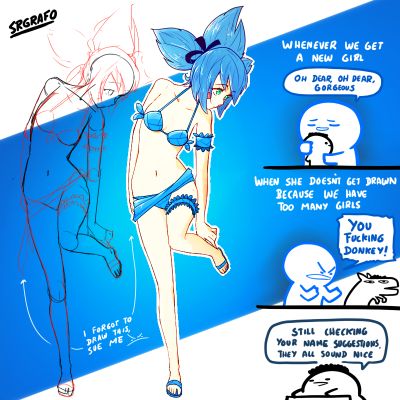 SRGRAFO
WHENEVER WE GET
A NEW GIRL
OH DEAR, OH DEAR,
GORGEOUS
WHEN SHE DOESN'T GET DRAWN
BECAUSE WE HAVE
TOO MANY GIRLS
YOU
FUCKING
DONKEY!
I FORGOT TO
DRAW THIS,
SUE ME
STILL CHECKING
YOUR NAME SUGGESTIONS,
THEY ALL SOUND NICE